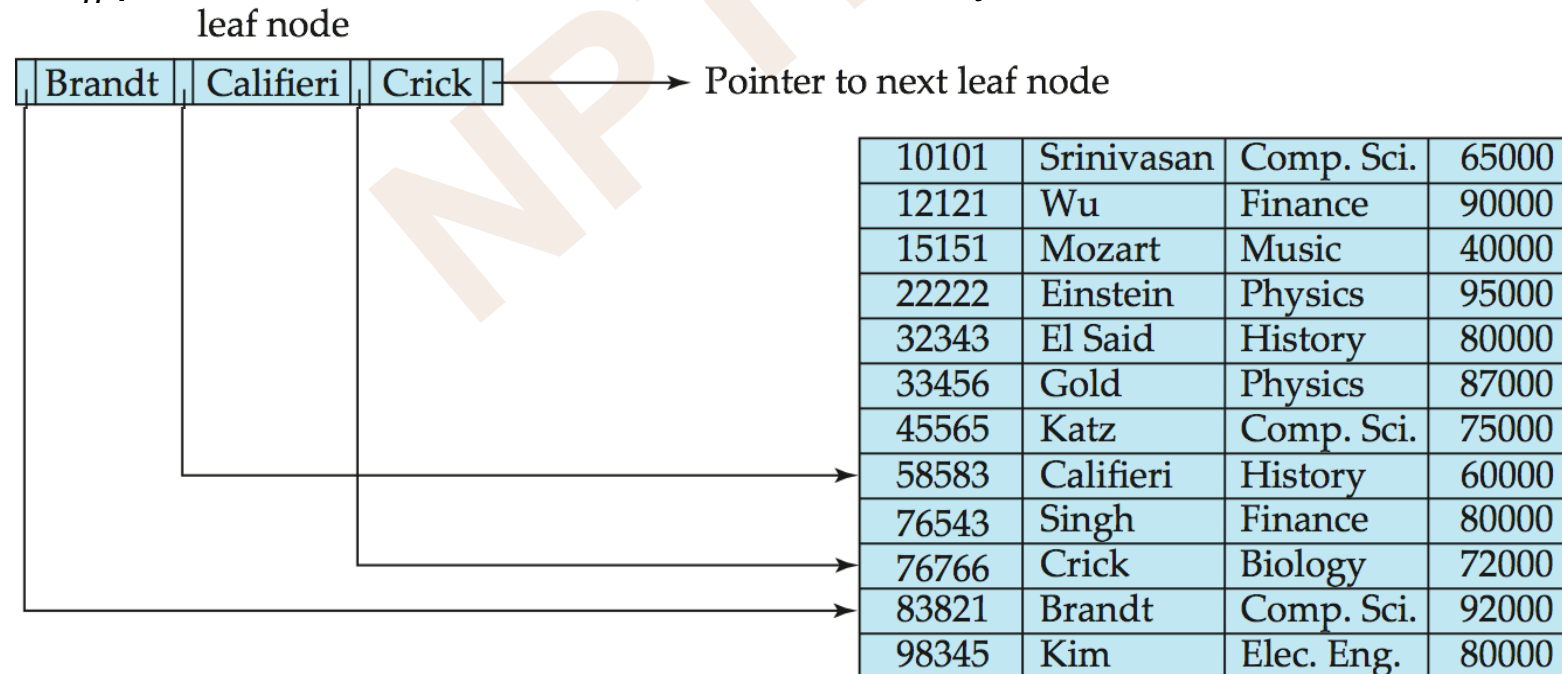 leaf node
Brandt Califieri Crick Pointer to next leaf node
10101 Srinivasan Comp. Sci. 65000
12121 Wu Finance 90000
15151 Mozart Music 40000
22222 Einstein Physics 95000
32343 El Said History 80000
33456 Gold Physics 87000
45565 Katz Comp. Sci. 75000
58583 Califieri History 60000
76543 Singh Finance 80000
76766 Crick Biology 72000
83821 Brandt Comp. Sci. 92000
98345 Kim Elec. Eng. 80000